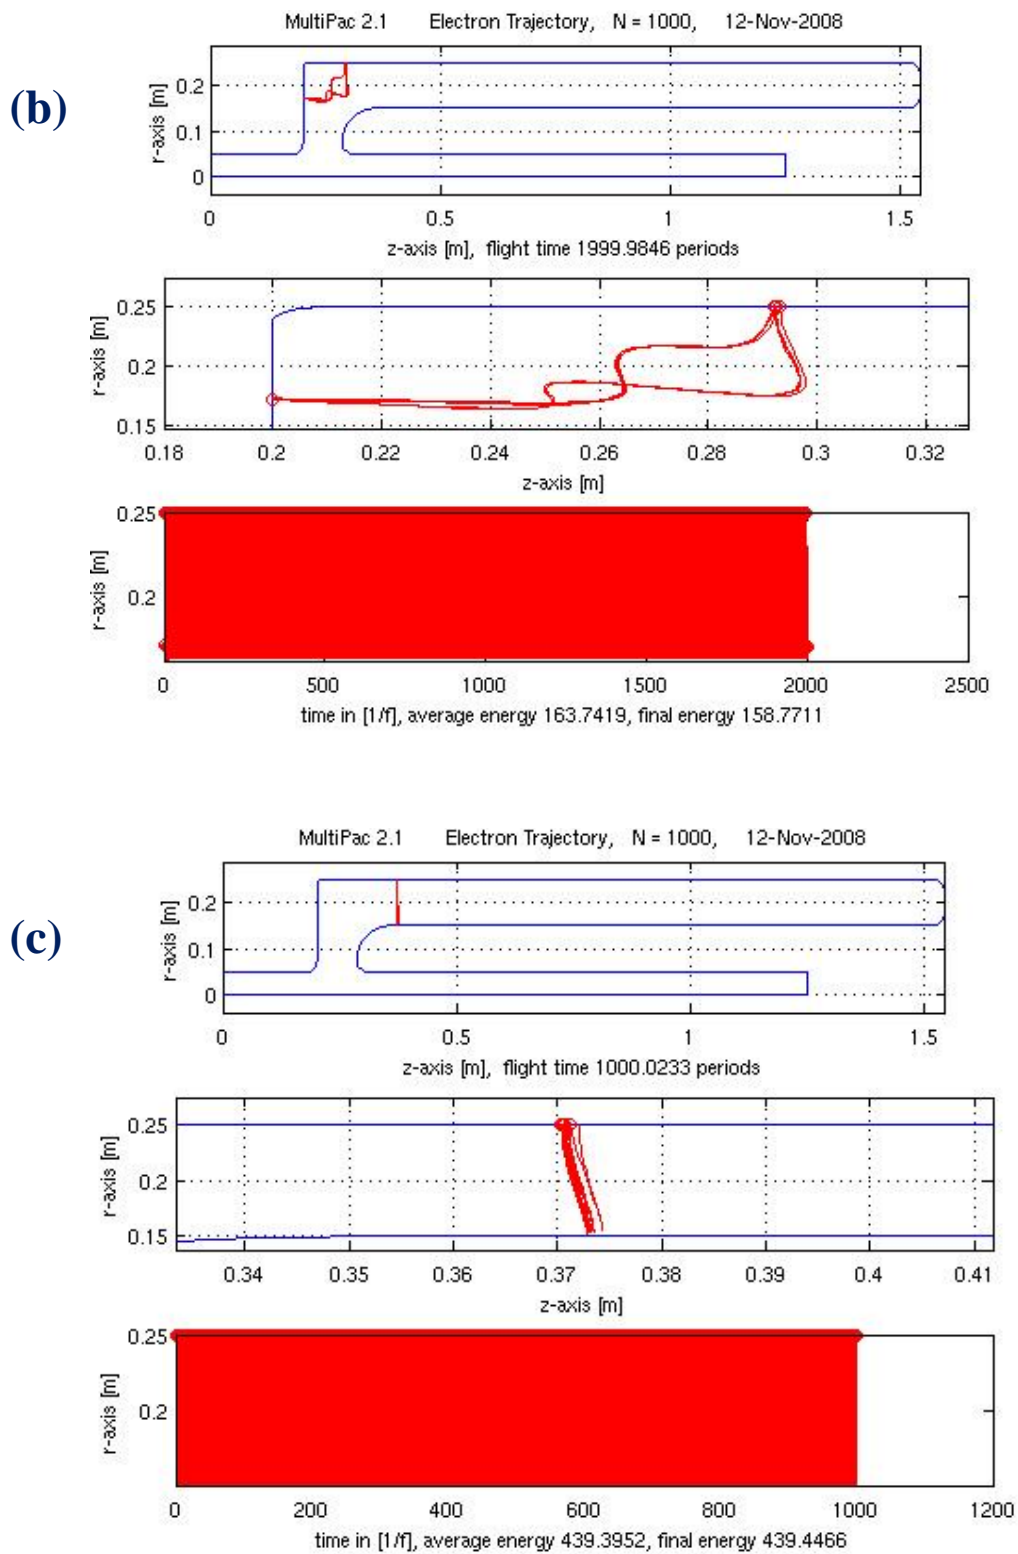 MultiPac 2.1 Electron Trajectory, N = 1000, 12-Nov-2008
(b)
r-axis [m]
0.2
0.1
0
0 0.5 1 1.5
z-axis [m], flight time 1999.9846 periods
r-axis [m]
0.25
0.2
0.15
0.18 0.2 0.22 0.24 0.26 0.28 0.3 0.32
z-axis [m]
r-axis [m]
0.25
0.2
0 500 1000 1500 2000 2500
time in [1/f], average energy 163.7419, final energy 158.7711
MultiPac 2.1 Electron Trajectory, N = 1000, 12-Nov-2008
(c)
r-axis [m]
0.2
0.1
0
0 0.5 1 1.5
z-axis [m], flight time 1000.0233 periods
r-axis [m]
0.25
0.2
0.15
0.34 0.35 0.36 0.37 0.38 0.39 0.4 0.41
z-axis [m]
r-axis [m]
0.25
0.2
0 200 400 600 800 1000 1200
time in [1/f], average energy 439.3952, final energy 439.4466